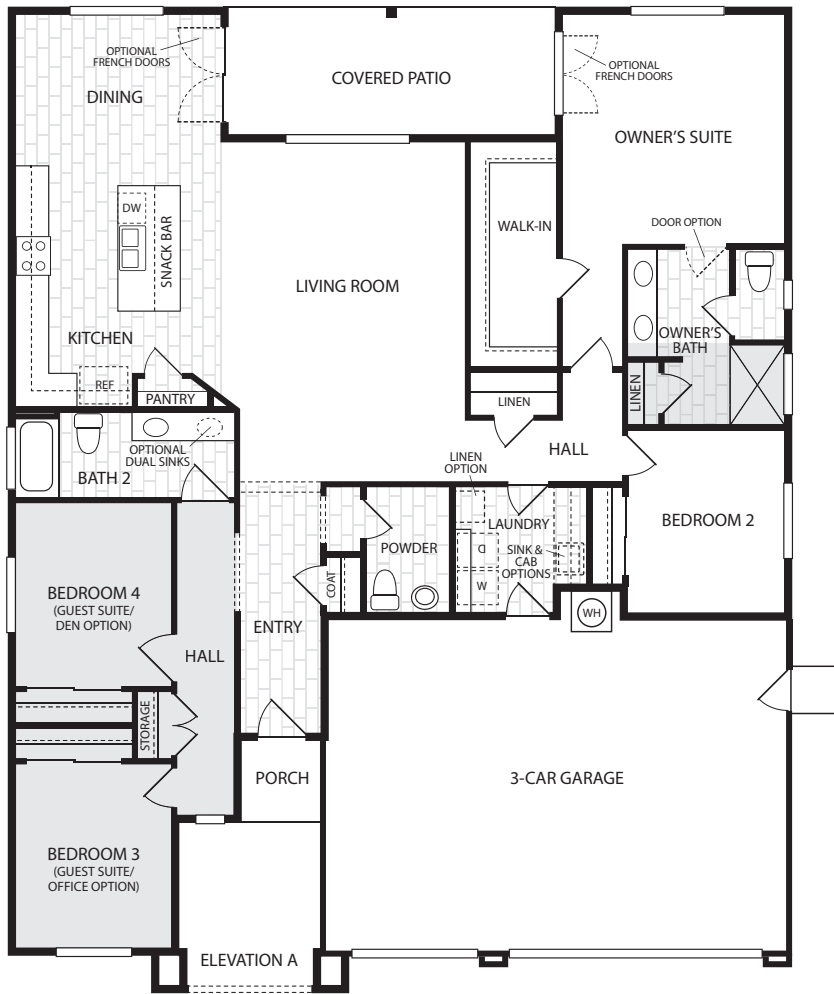 OPTIONAL
FRENCH DOORS
DINING
COVERED PATIO
OPTIONAL
FRENCH DOORS
OWNER'S SUITE
DW
SNACK BAR
WALK-IN
DOOR OPTION
LIVING ROOM
KITCHEN
OWNER'S
BATH
REF
PANTRY
LINEN
LINEN
OPTIONAL
DUAL SINKS
BATH 2
HALL
LINEN
OPTION
LAUNDRY
BEDROOM 2
POWDER
D
SINK &
CAB
OPTIONS
W
COAT
BEDROOM 4
(GUEST SUITE/
DEN OPTION)
WH
ENTRY
HALL
STORAGE
PORCH
3-CAR GARAGE
BEDROOM 3
(GUEST SUITE/
OFFICE OPTION)
ELEVATION A